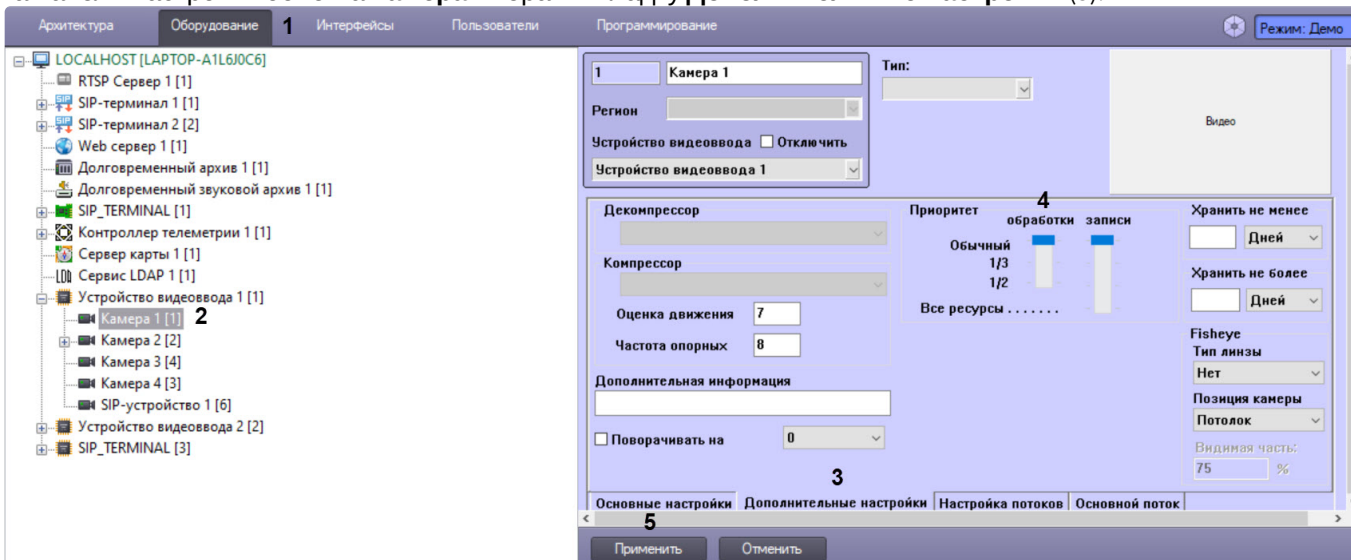 Архитектура Оборудование 1 Интерфейсы Пользователи Программирование Режим: Демо
LOCALHOST [LAPTOP-A1L6J0C6]
RTSP Сервер 1 [1]
SIP-терминал 1 [1]
SIP-терминал 2 [2]
Web сервер 1 [1]
Долговременный архив 1 [1]
Долговременный звуковой архив 1 [1]
SIP_TERMINAL [1]
Контроллер телеметрии 1 [1]
Сервер карты 1 [1]
Сервис LDAP 1 [1]
Устройство видеоввода 1 [1]
Камера 1 [1] 2
Камера 2 [2]
Камера 3 [4]
Камера 4 [3]
SIP-устройство 1 [6]
Устройство видеоввода 2 [2]
SIP_TERMINAL [3]
1 Камера 1
Тип:
Регион
Устройство видеоввода Отключить
Устройство видеоввода 1
Видео
Декомпрессор
Компрессор
Оценка движения 7
Частота опорных 8
Дополнительная информация
Поворачивать на 0
4
Приоритет обработки записи
Обычный
1/3
1/2
Все ресурсы . . . . . . .
Хранить не менее
Дней
Хранить не более
Дней
Fisheye
Тип линзы
Нет
Позиция камеры
Потолок
Видимая часть:
75 %
3
Основные настройки Дополнительные настройки Настройка потоков Основной поток
5
Применить Отменить